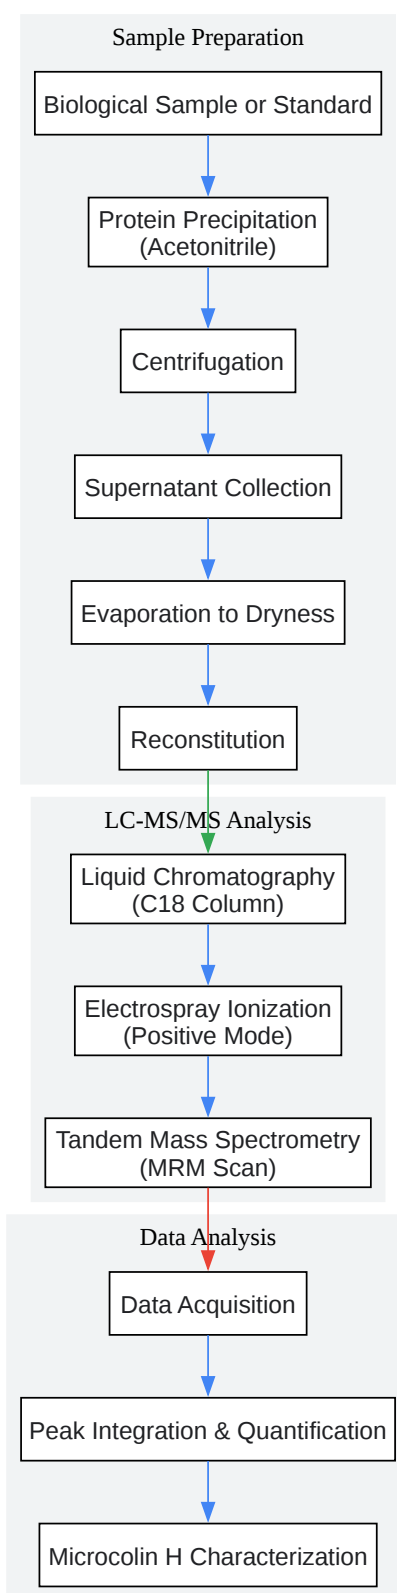 Sample Preparation
Biological Sample or Standard
Protein Precipitation
(Acetonitrile)
Centrifugation
Supernatant Collection
Evaporation to Dryness
Reconstitution
LC-MS/MS Analysis
Liquid Chromatography
(C18 Column)
Electrospray Ionization
(Positive Mode)
Tandem Mass Spectrometry
(MRM Scan)
Data Analysis
Data Acquisition
Peak Integration & Quantification
Microcolin H Characterization